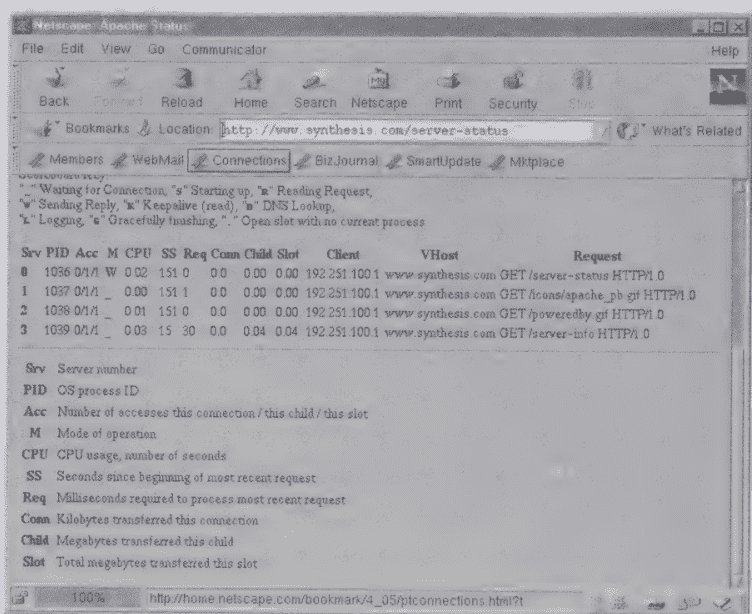 Netscape: Apache Status
File Edit View Go Communicator Help
Back Forward Reload Home Search Netscape Print Security Stop
Bookmarks Location: http://www.synthesis.com/server-status What's Related
Members WebMail Connections BizJournal SmartUpdate Mktplace
"_" Waiting for Connection, "S" Starting up, "R" Reading Request,
"W" Sending Reply, "K" Keepalive (read), "D" DNS Lookup,
"L" Logging, "G" Gracefully finishing, "." Open slot with no current process
Srv PID Acc M CPU SS Req Conn Child Slot Client VHost Request
0 1036 0/1/1 W 0.02 151 0 0.0 0.00 0.00 192.251.100.1 www.synthesis.com GET /server-status HTTP/1.0
1 1037 0/1/1 _ 0.00 151 1 0.0 0.00 0.00 192.251.100.1 www.synthesis.com GET /icons/apache_pb.gif HTTP/1.0
2 1038 0/1/1 _ 0.01 151 0 0.0 0.00 0.00 192.251.100.1 www.synthesis.com GET /poweredby.gif HTTP/1.0
3 1039 0/1/1 _ 0.03 15 30 0.0 0.04 0.04 192.251.100.1 www.synthesis.com GET /server-info HTTP/1.0
Srv Server number
PID OS process ID
Acc Number of accesses this connection / this child / this slot
M Mode of operation
CPU CPU usage, number of seconds
SS Seconds since beginning of most recent request
Req Milliseconds required to process most recent request
Conn Kilobytes transferred this connection
Child Megabytes transferred this child
Slot Total megabytes transferred this slot
100% http://home.netscape.com/bookmark/4_05/ptconnections.html?t